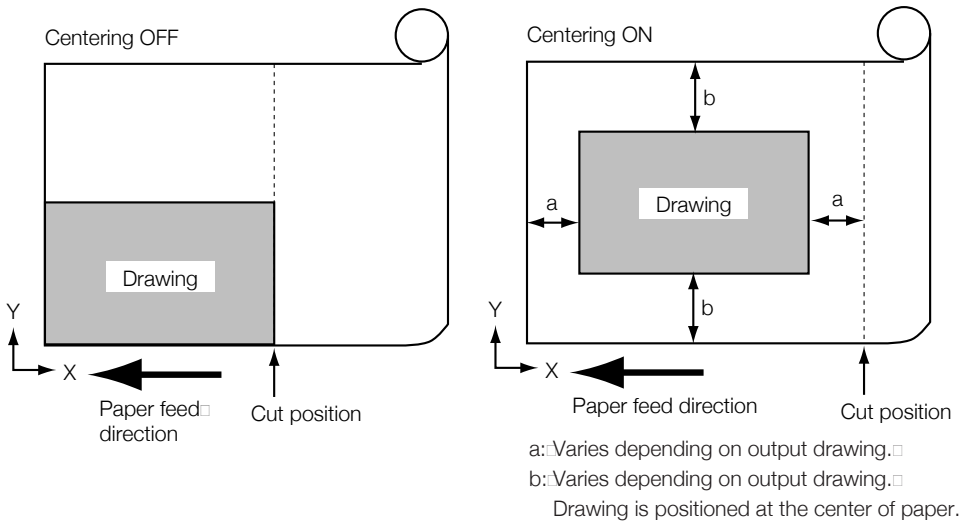 Centering OFF
Drawing
Y
X
Paper feed
direction
Cut position
Centering ON
b
a
Drawing
a
b
Y
X
Paper feed direction
Cut position
a: Varies depending on output drawing.
b: Varies depending on output drawing.
Drawing is positioned at the center of paper.